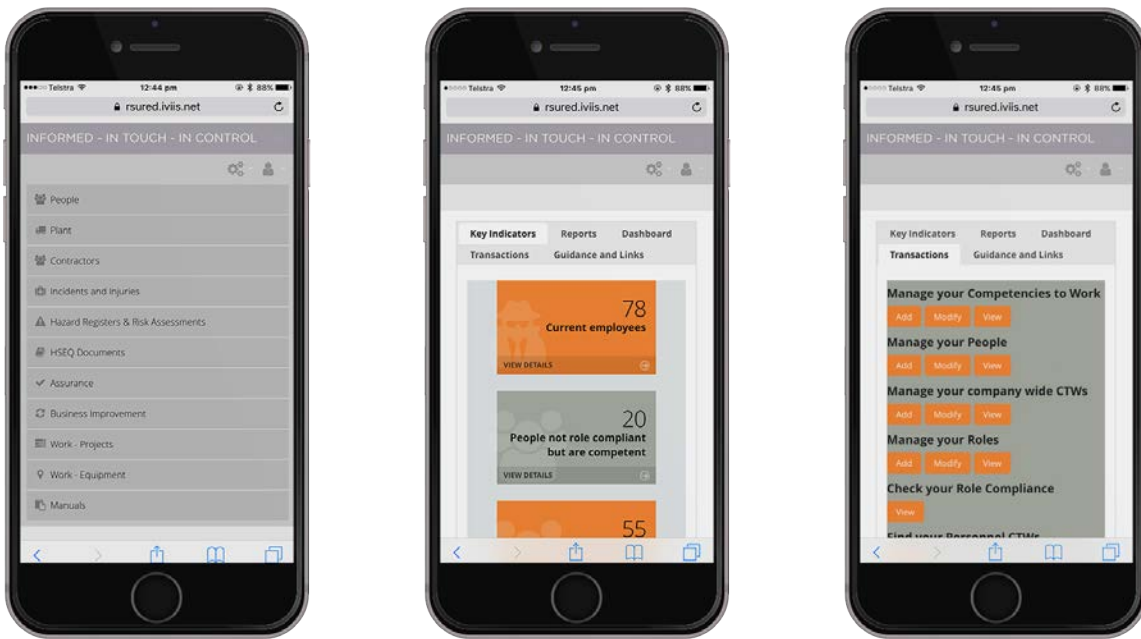 Telstra 12:44 pm 88%
rsured.iviis.net
INFORMED - IN TOUCH - IN CONTROL
People
Plant
Contractors
Incidents and Injuries
Hazard Registers & Risk Assessments
HSEQ Documents
Assurance
Business Improvement
Work - Projects
Work - Equipment
Manuals
Telstra 12:45 pm 88%
rsured.iviis.net
INFORMED - IN TOUCH - IN CONTROL
Key Indicators Reports Dashboard
Transactions Guidance and Links
78
Current employees
VIEW DETAILS
20
People not role compliant
but are competent
VIEW DETAILS
55
Telstra 12:45 pm 88%
rsured.iviis.net
INFORMED - IN TOUCH - IN CONTROL
Key Indicators Reports Dashboard
Transactions Guidance and Links
Manage your Competencies to Work
Add Modify View
Manage your People
Add Modify View
Manage your company wide CTWs
Add Modify View
Manage your Roles
Add Modify View
Check your Role Compliance
View
Find your Personnel CTWs